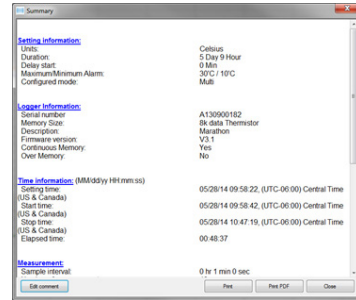 Summary
Setting information:
Units: Celsius
Duration: 5 Day 9 Hour
Delay start: 0 Min
Maximum/Minimum Alarm: 30'C / 10'C
Configured mode: Multi
Logger Information:
Serial number A130900182
Memory Size: 8k data Thermistor
Description: Marathon
Firmware version: V3.1
Continuous Memory: Yes
Over Memory: No
Time information: (MM/dd/yy HH:mm:ss)
Setting time: 05/28/14 09:58:22, (UTC-06:00) Central Time
(US & Canada)
Start time: 05/28/14 09:58:42, (UTC-06:00) Central Time
(US & Canada)
Stop time: 05/28/14 10:47:19, (UTC-06:00) Central Time
(US & Canada)
Elapsed time: 00:48:37
Measurement:
Sample interval: 0 hr 1 min 0 sec
Edit comment Print Print PDF Close